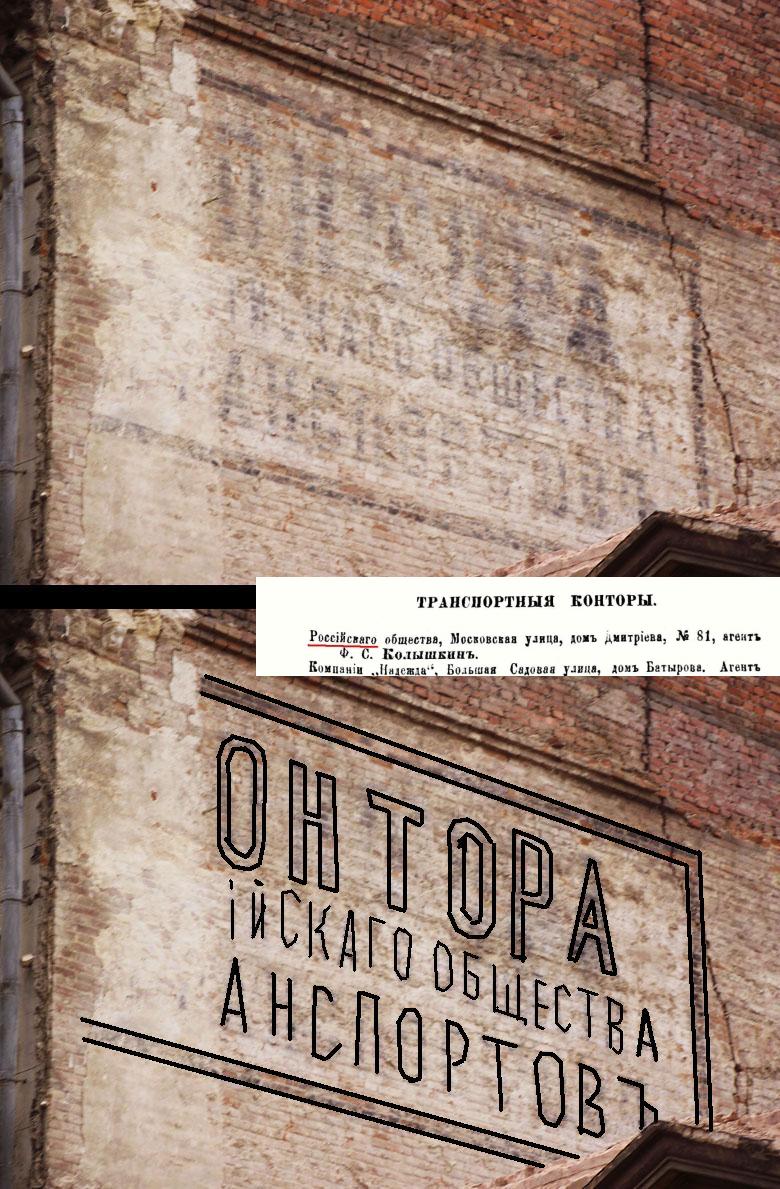 ТРАНСПОРТНЫЯ КОНТОРЫ.
Россійскаго общества, Московская улица, домъ Дмитріева, № 81, агентъ
Ф. С. Колышкинъ.
Компаніи „Надежда“, Большая Садовая улица, домъ Батырова. Агентъ
ОНТОРА
ійСКАГО ОБЩЕСТВА
АНСПОРТОВЪ